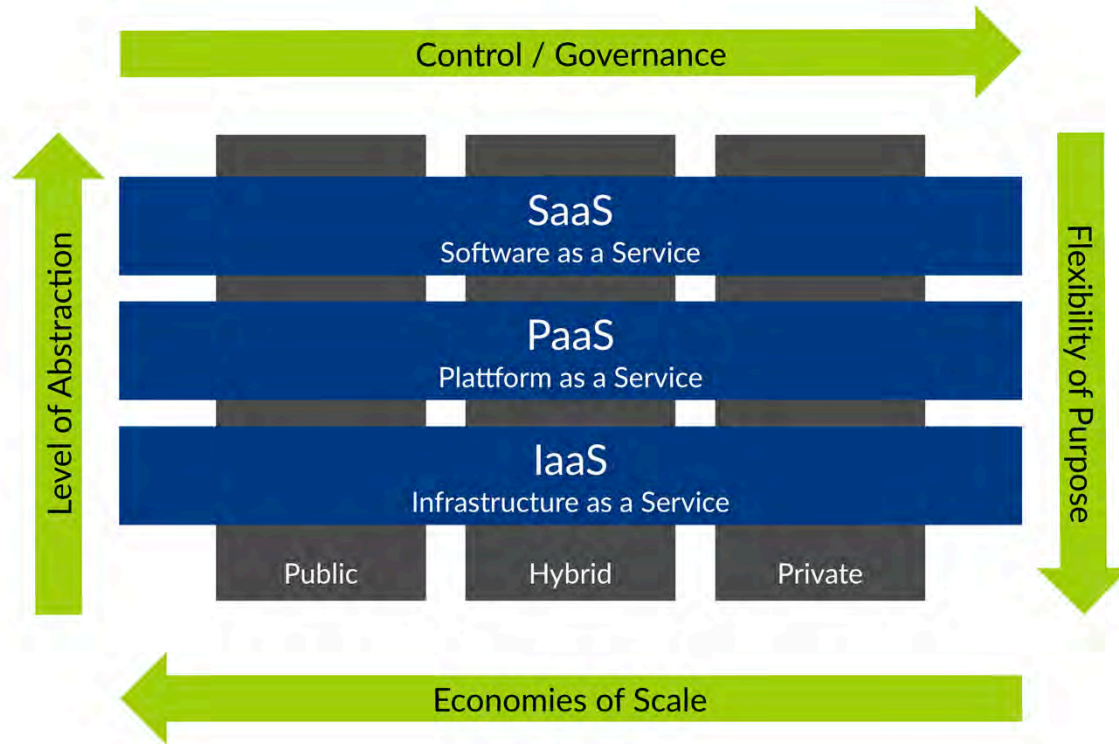 Control / Governance
Level of Abstraction
SaaS
Software as a Service
PaaS
Plattform as a Service
IaaS
Infrastructure as a Service
Public
Hybrid
Private
Flexibility of Purpose
Economies of Scale